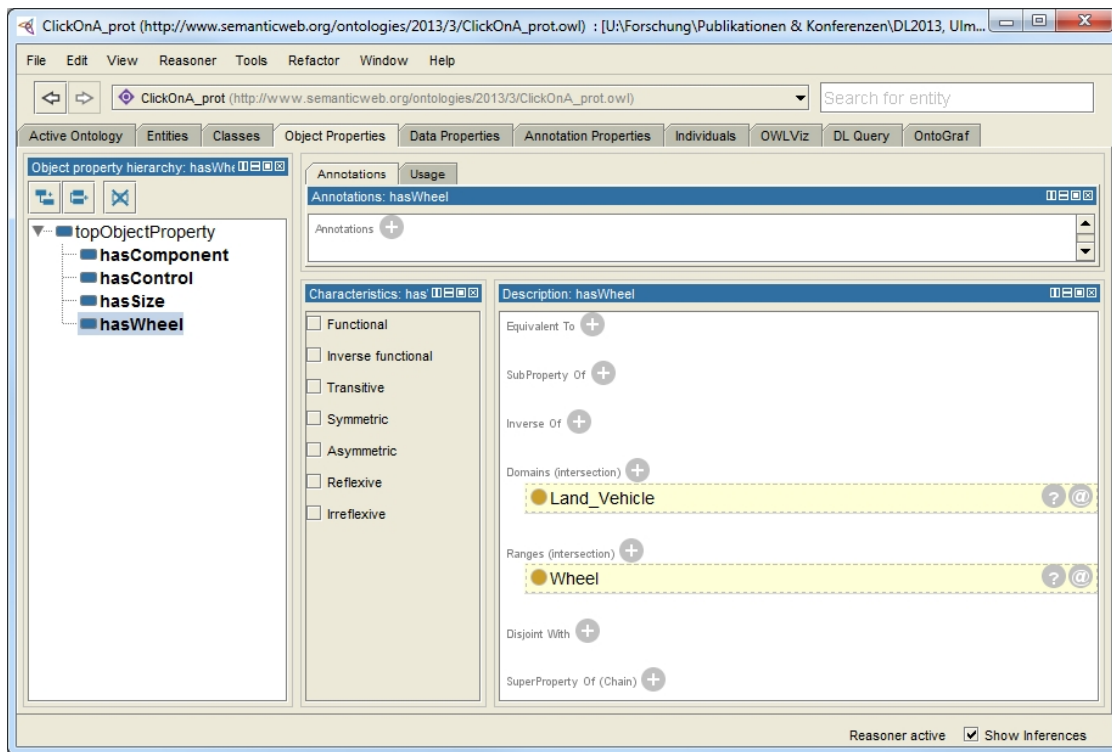 ClickOnA_prot (http://www.semanticweb.org/ontologies/2013/3/ClickOnA_prot.owl) : [U:\Forschung\Publikationen & Konferenzen\DL2013, Ulm...
File Edit View Reasoner Tools Refactor Window Help
ClickOnA_prot (http://www.semanticweb.org/ontologies/2013/3/ClickOnA_prot.owl) Search for entity
Active Ontology Entities Classes Object Properties Data Properties Annotation Properties Individuals OWLViz DL Query OntoGraf
Object property hierarchy: hasWhe
topObjectProperty
hasComponent
hasControl
hasSize
hasWheel
Annotations Usage
Annotations: hasWheel
Annotations
Characteristics: has'
Functional
Inverse functional
Transitive
Symmetric
Asymmetric
Reflexive
Irreflexive
Description: hasWheel
Equivalent To
SubProperty Of
Inverse Of
Domains (intersection)
Land_Vehicle ? @
Ranges (intersection)
Wheel ? @
Disjoint With
SuperProperty Of (Chain)
Reasoner active Show Inferences